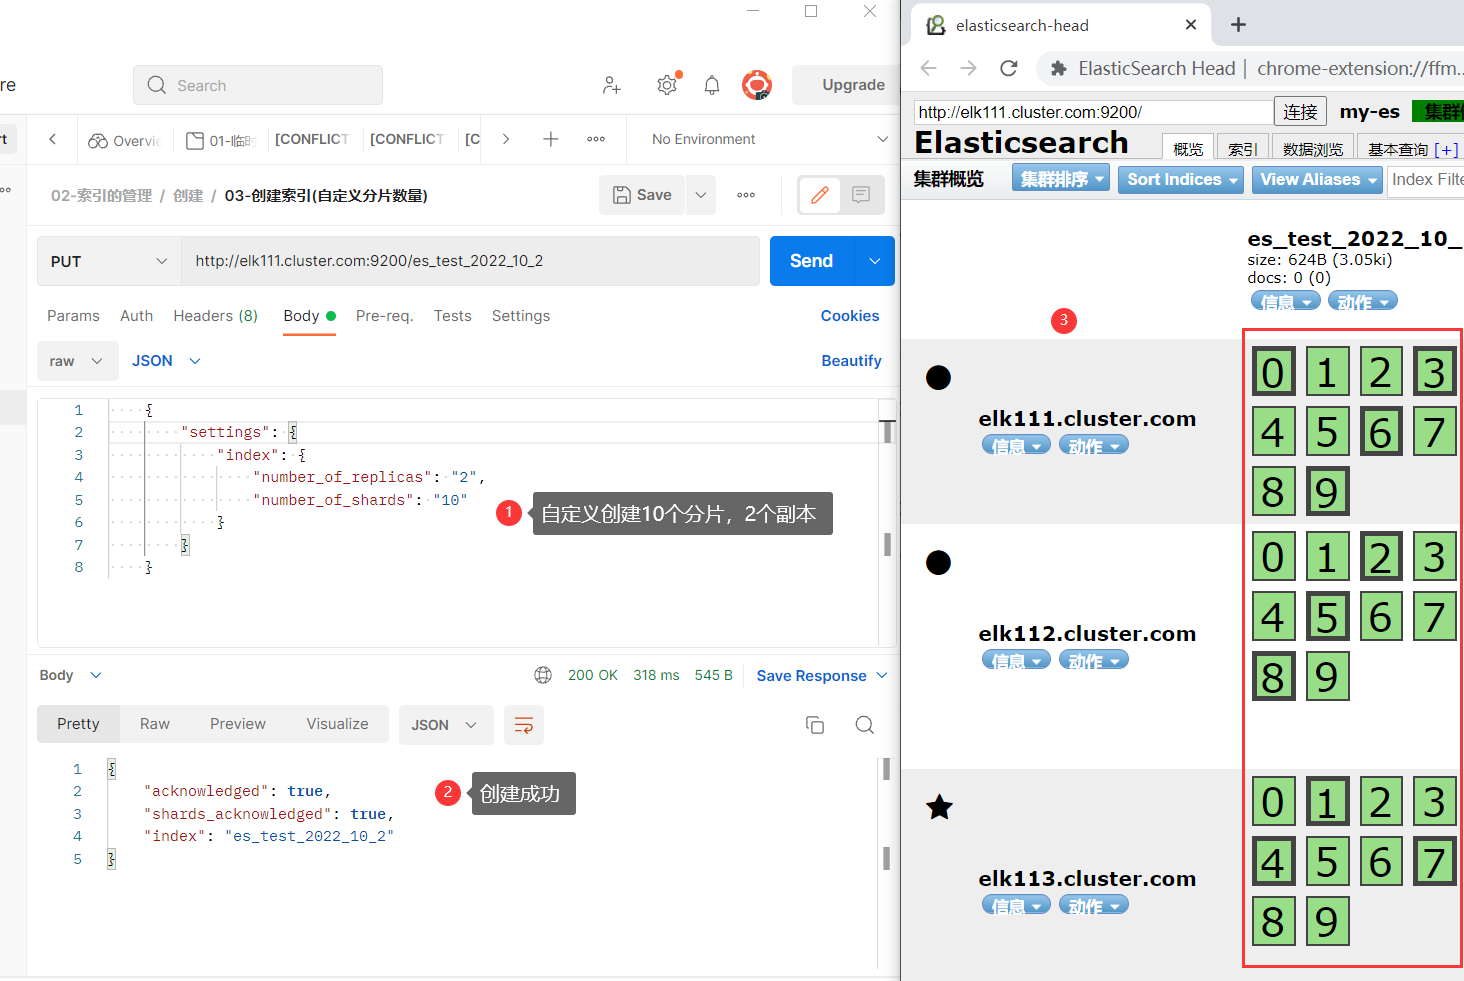 re
Search
Upgrade
rt
Overvi
01-临时
[CONFLICT
[CONFLICT
[C
No Environment
02-索引的管理 / 创建 / 03-创建索引(自定义分片数量)
Save
PUT
http://elk111.cluster.com:9200/es_test_2022_10_2
Send
Params
Auth
Headers (8)
Body
Pre-req.
Tests
Settings
Cookies
raw
JSON
Beautify
1 {
2 "settings": {
3 "index": {
4 "number_of_replicas": "2",
5 "number_of_shards": "10"
6 }
7 }
8 }
1 自定义创建10个分片，2个副本
Body
200 OK 318 ms 545 B
Save Response
Pretty
Raw
Preview
Visualize
JSON
1 {
2 "acknowledged": true,
3 "shards_acknowledged": true,
4 "index": "es_test_2022_10_2"
5 }
2 创建成功
elasticsearch-head
ElasticSearch Head | chrome-extension://ffm...
http://elk111.cluster.com:9200/
连接
my-es
集群
Elasticsearch
概览
索引
数据浏览
基本查询 [+]
集群概览
集群排序
Sort Indices
View Aliases
Index Filte
es_test_2022_10_
size: 624B (3.05ki)
docs: 0 (0)
信息 动作
3
elk111.cluster.com
信息 动作
0 1 2 3
4 5 6 7
8 9
elk112.cluster.com
信息 动作
0 1 2 3
4 5 6 7
8 9
elk113.cluster.com
信息 动作
0 1 2 3
4 5 6 7
8 9